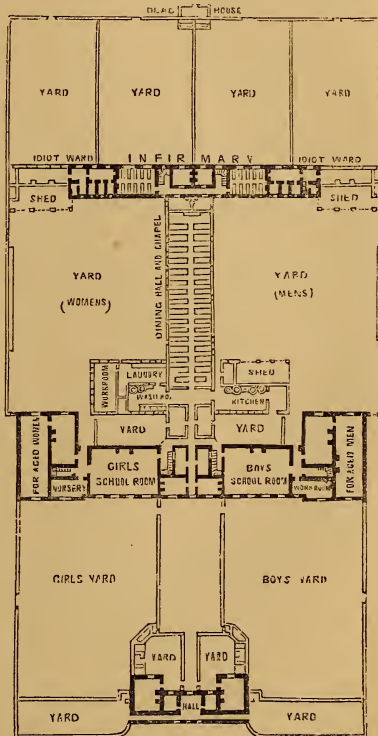 DEAD HOUSE
YARD YARD YARD YARD
IDIOT WARD INFIRMARY IDIOT WARD
SHED SHED
DINING HALL AND CHAPEL
YARD
(WOMENS)
YARD
(MENS)
WORKROOM
LAUNDRY
WASH HO.
SHED
KITCHEN
YARD YARD
FOR AGED WOMEN
GIRLS
SCHOOL ROOM
NURSERY
BOYS
SCHOOL ROOM
WORKROOM
FOR AGED MEN
GIRLS YARD
BOYS YARD
YARD YARD
HALL
YARD YARD